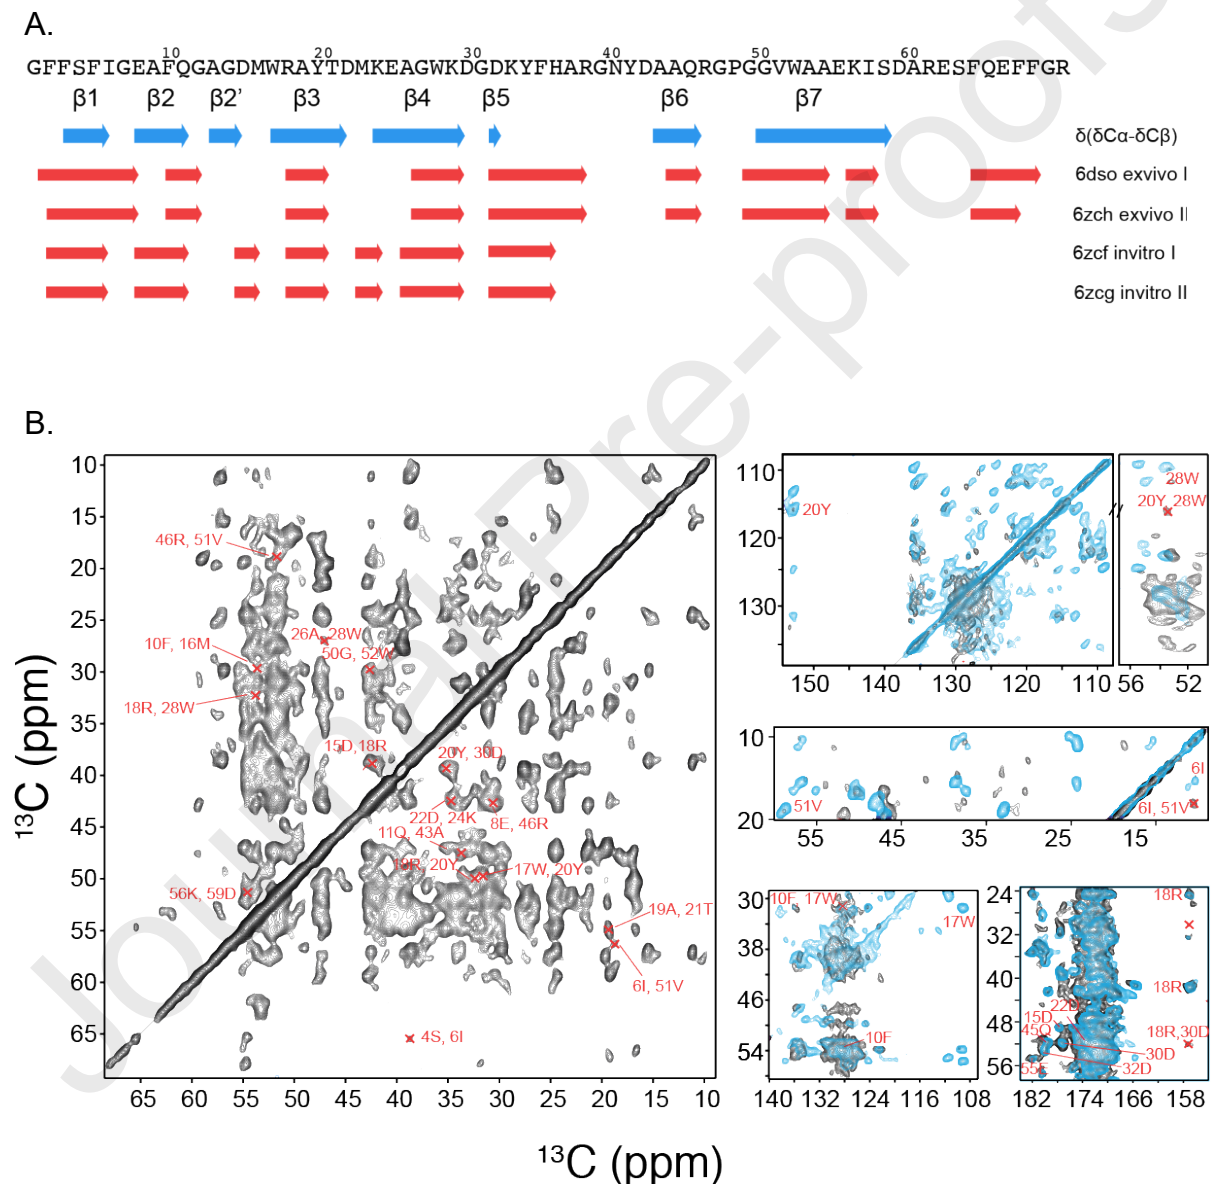 A.
10 20 30 40 50 60
GFFSFIGEAFQGAGDMWRAYTDMKEAGWKDGDKYFHARGNYDAAQRGPGGVWAAEKISDARESFQEFFGR
β1 β2 β2’ β3 β4 β5 β6 β7
δ(δCα-δCβ)
6dso exvivo I
6zch exvivo II
6zcf invitro I
6zcg invitro II
B.
10
15
20
25
30
35
40
45
50
55
60
65
13C (ppm)
46R, 51V
26A, 28W
10F, 16M
50G, 52W
18R, 28W
15D,18R
20Y, 30D
22D, 24K
8E, 46R
11Q, 43A
18R, 20Y
17W, 20Y
56K, 59D
19A, 21T
6I, 51V
4S, 6I
65 60 55 50 45 40 35 30 25 20 15 10
110
120
130
20Y
28W
20Y, 28W
150 140 130 120 110 56 52
10
20
51V
6I
6I, 51V
55 45 35 25 15
30
38
46
54
10F, 17W
17W
10F
140 132 124 116 108
24
32
40
48
56
18R
18R
22D
15D
45Q
18R,30D
30D
32D
182 174 166 158
13C (ppm)
Journal Pre-proofs